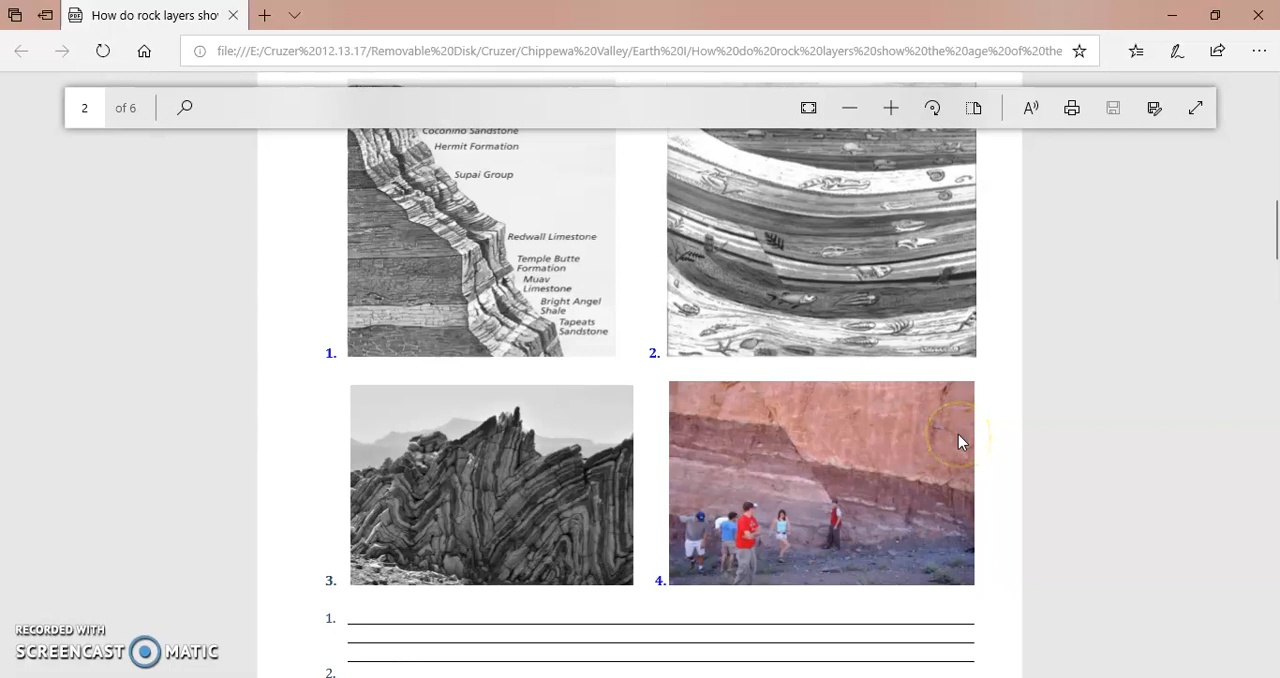 How do rock layers shov
file:///E:/Cruzer%2012.13.17/Removable%20Disk/Cruzer/Chippewa%20Valley/Earth%20I/How%20do%20rock%20layers%20show%20the%20age%20of%20the
2 of 6
Coconino Sandstone
Hermit Formation
Supai Group
Redwall Limestone
Temple Butte
Formation
Muav
Limestone
Bright Angel
Shale
Tapeats
Sandstone
1.
2.
3.
4.
1.
2.
RECORDED WITH
SCREENCAST MATIC